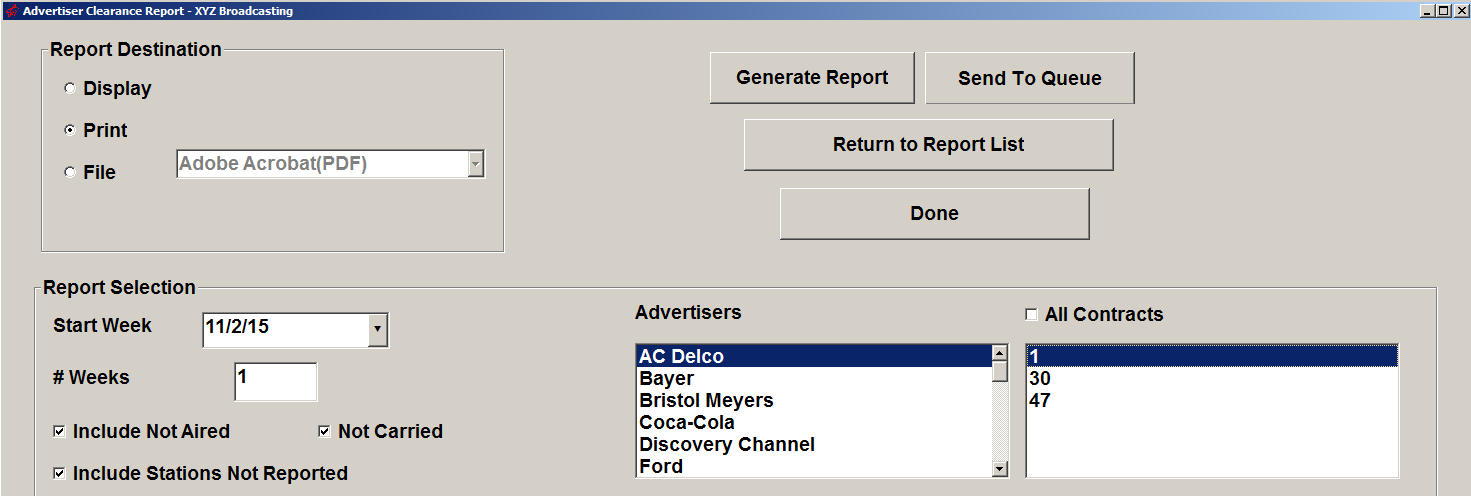 Advertiser Clearance Report - XYZ Broadcasting
Report Destination
Display
Print
File
Adobe Acrobat(PDF)
Generate Report
Send To Queue
Return to Report List
Done
Report Selection
Start Week
11/2/15
# Weeks
1
Include Not Aired
Not Carried
Include Stations Not Reported
Advertisers
AC Delco
Bayer
Bristol Meyers
Coca-Cola
Discovery Channel
Ford
All Contracts
1
30
47